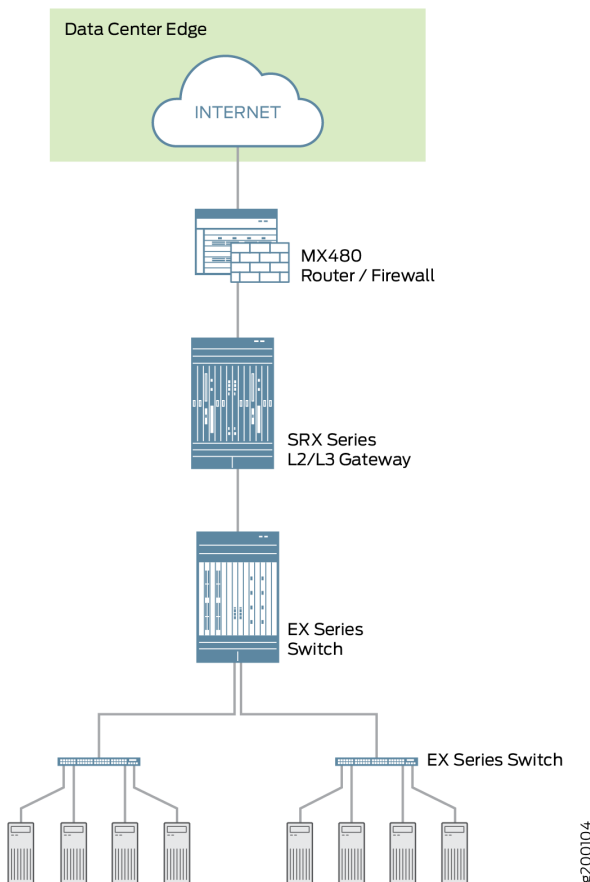 Data Center Edge
INTERNET
MX480
Router / Firewall
SRX Series
L2/L3 Gateway
EX Series
Switch
EX Series Switch
g200104